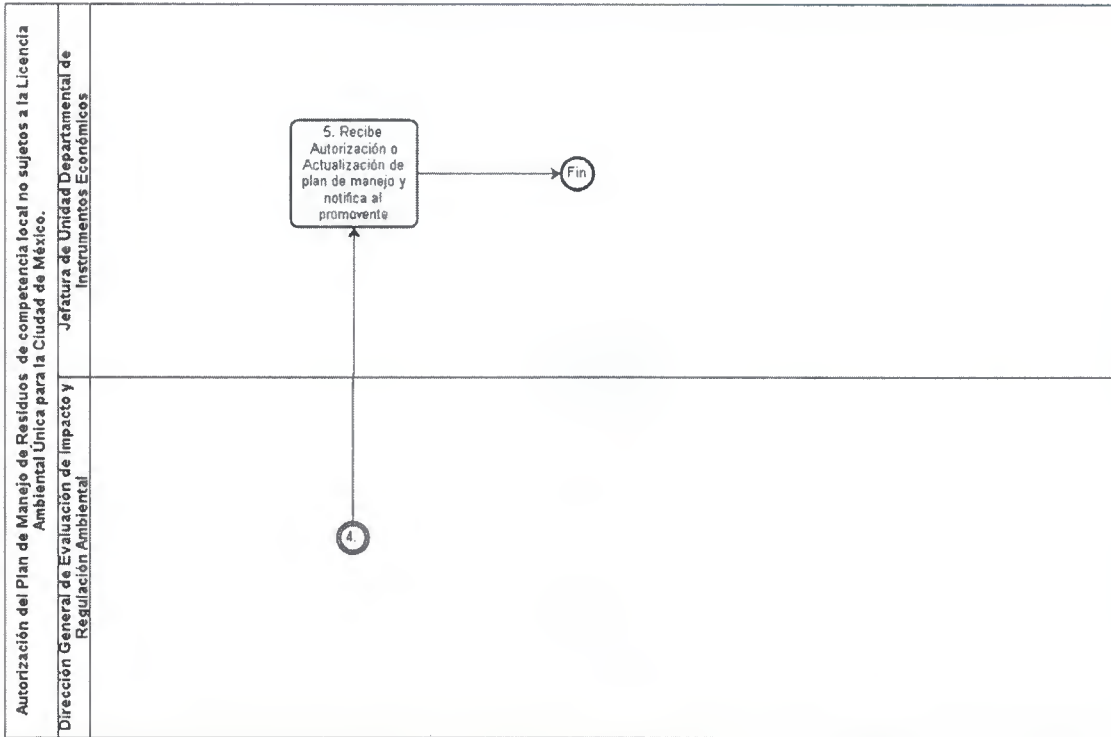 Autorización del Plan de Manejo de Residuos de competencia local no sujetos a la Licencia
Ambiental Única para la Ciudad de México.
Jefatura de Unidad Departamental de
Instrumentos Económicos
5. Recibe
Autorización o
Actualización de
plan de manejo y
notifica al
promovente
Fin
Dirección General de Evaluación de Impacto y
Regulación Ambiental
4.